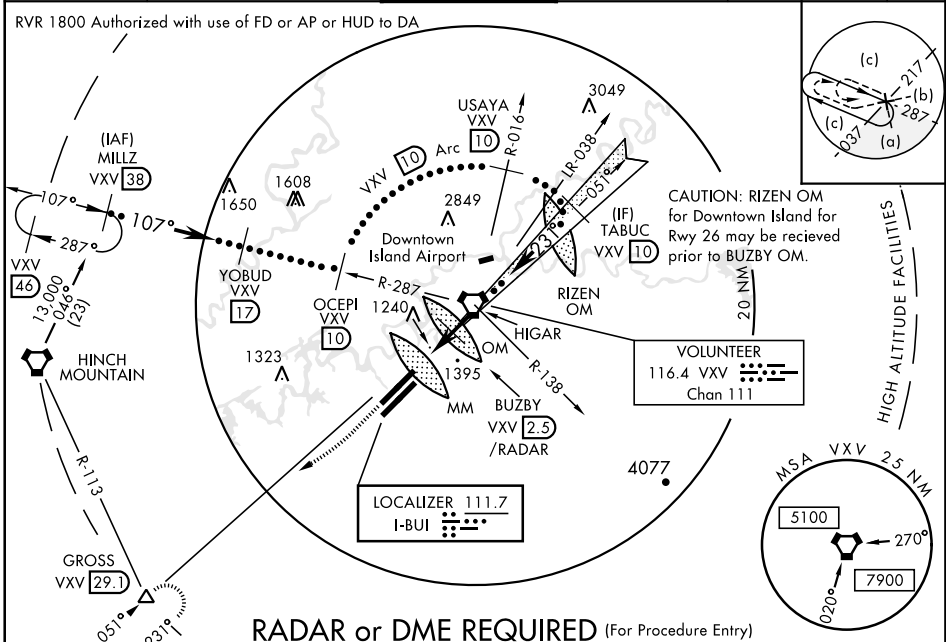 RVR 1800 Authorized with use of FD or AP or HUD to DA
(IAF)
MILLZ
VXV 38
107°
107°
287°
VXV
46
13,000
046°
(23)
HINCH
MOUNTAIN
R-113
GROSS
VXV 29.1
051°
231°
1650
1608
YOBUD
VXV
17
OCEPI
VXV
10
1323
VXV 10 Arc
USAYA
VXV
10
R-016
2849
Downtown
Island Airport
R-287
1240
3049
LR-038
051°
231°
(IF)
TABUC
VXV 10
RIZEN
OM
CAUTION: RIZEN OM
for Downtown Island for
Rwy 26 may be recieved
prior to BUZBY OM.
20 NM
HIGAR
OM
R-138
1395
MM
BUZBY
VXV 2.5
/RADAR
VOLUNTEER
116.4 VXV
Chan 111
LOCALIZER 111.7
I-BUI
4077
(c)
217
(b)
287
(c)
037
(a)
HIGH ALTITUDE FACILITIES
MSA VXV 25 NM
5100
270°
7900
020°
RADAR or DME REQUIRED (For Procedure Entry)